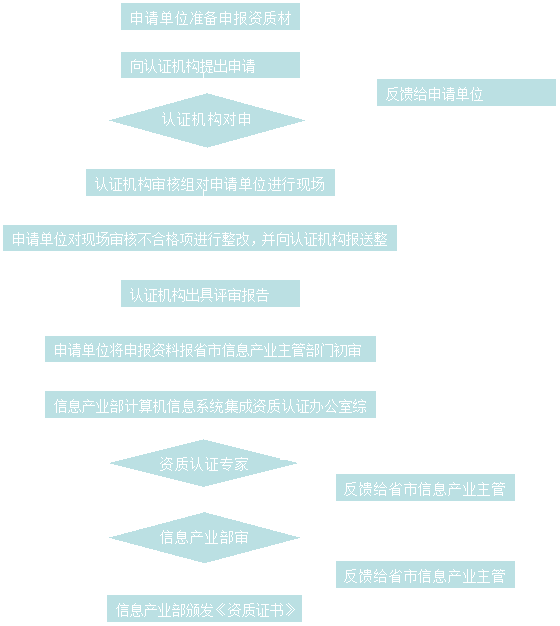 申请单位准备申报资质材
向认证机构提出申请
反馈给申请单位
认证机构对申
认证机构审核组对申请单位进行现场
申请单位对现场审核不合格项进行整改，并向认证机构报送整
认证机构出具评审报告
申请单位将申报资料报省市信息产业主管部门初审
信息产业部计算机信息系统集成资质认证办公室综
资质认证专家
反馈给省市信息产业主管
信息产业部审
反馈给省市信息产业主管
信息产业部颁发《资质证书》